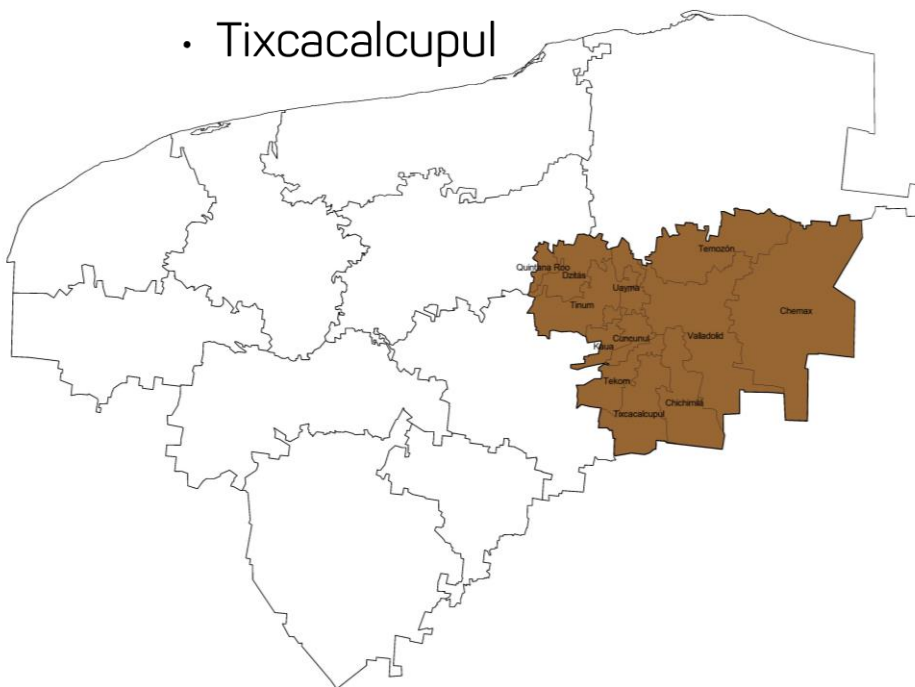 • Tixcacalcupul
Temozón
Quintana Roo
Dzitás
Uayma
Tinum
Chemax
Cuncunul
Valladolid
Kaua
Tekom
Chichimilá
Tixcacalcupul